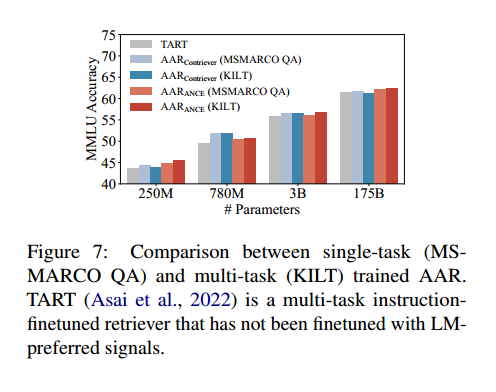 75
70
65
60
55
50
45
40
MMLU Accuracy
TART
AARContriever (MSMARCO QA)
AARContriever (KILT)
AARANCE (MSMARCO QA)
AARANCE (KILT)
250M 780M 3B 175B
# Parameters
Figure 7: Comparison between single-task (MS-
MARCO QA) and multi-task (KILT) trained AAR.
TART (Asai et al., 2022) is a multi-task instruction-
finetuned retriever that has not been finetuned with LM-
preferred signals.